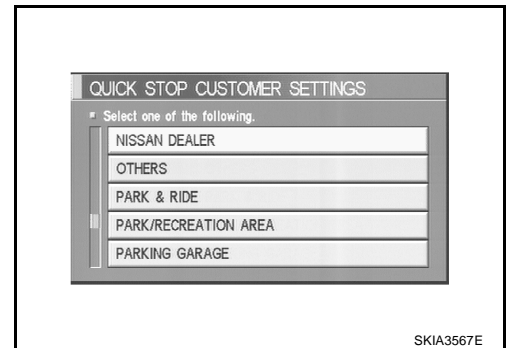 QUICK STOP CUSTOMER SETTINGS
Select one of the following.
NISSAN DEALER
OTHERS
PARK & RIDE
PARK/RECREATION AREA
PARKING GARAGE
SKIA3567E